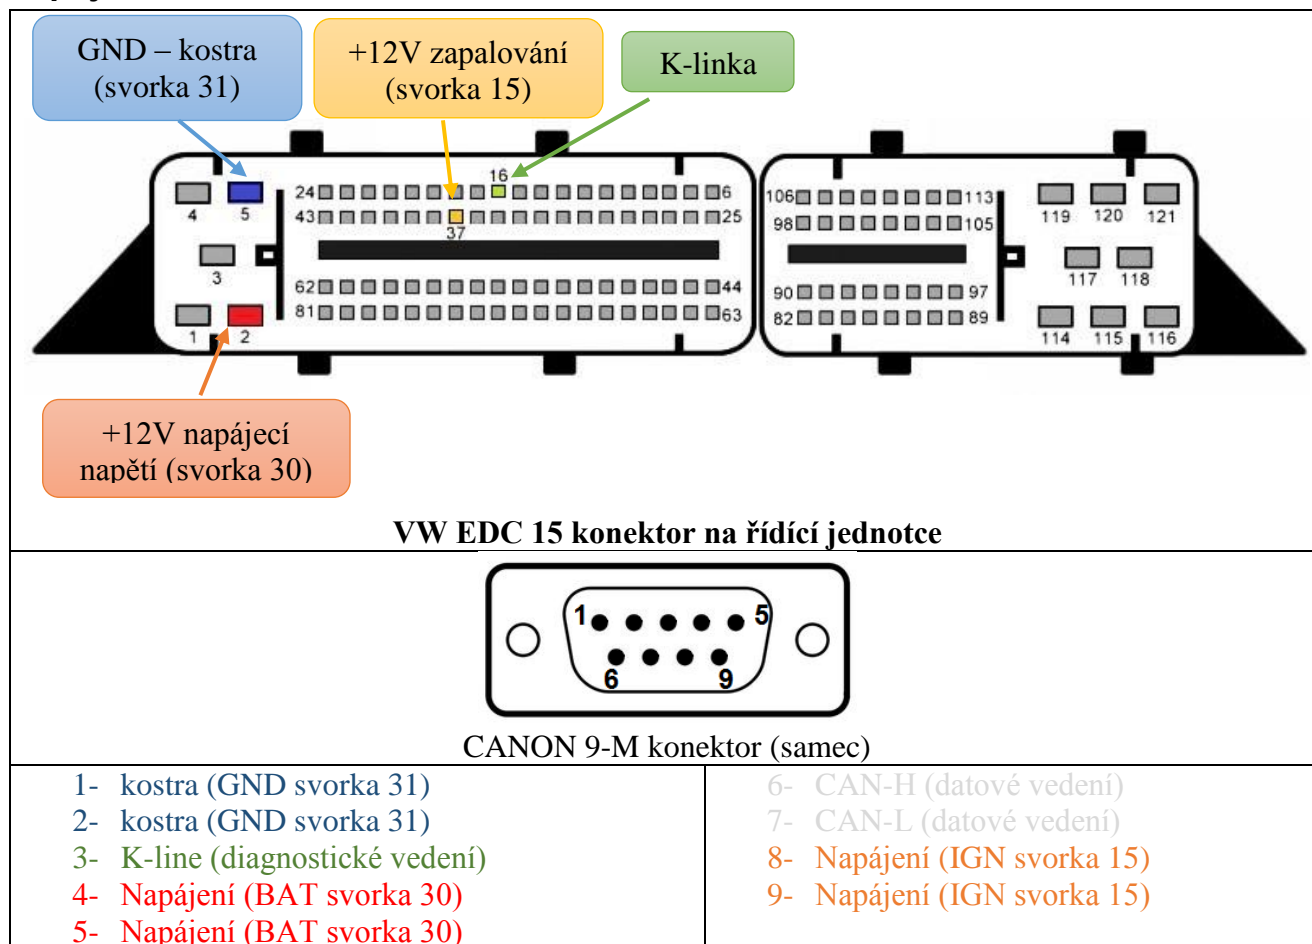 GND – kostra
(svorka 31)
+12V zapalování
(svorka 15)
K-linka
4
5
24
16
6
43
37
25
3
62
44
81
63
1
2
106
113
98
105
119
120
121
117
118
90
97
82
89
114
115
116
+12V napájecí
napětí (svorka 30)
VW EDC 15 konektor na řídící jednotce
1
5
6
9
CANON 9-M konektor (samec)
1- kostra (GND svorka 31)
2- kostra (GND svorka 31)
3- K-line (diagnostické vedení)
4- Napájení (BAT svorka 30)
5- Napájení (BAT svorka 30)
6- CAN-H (datové vedení)
7- CAN-L (datové vedení)
8- Napájení (IGN svorka 15)
9- Napájení (IGN svorka 15)